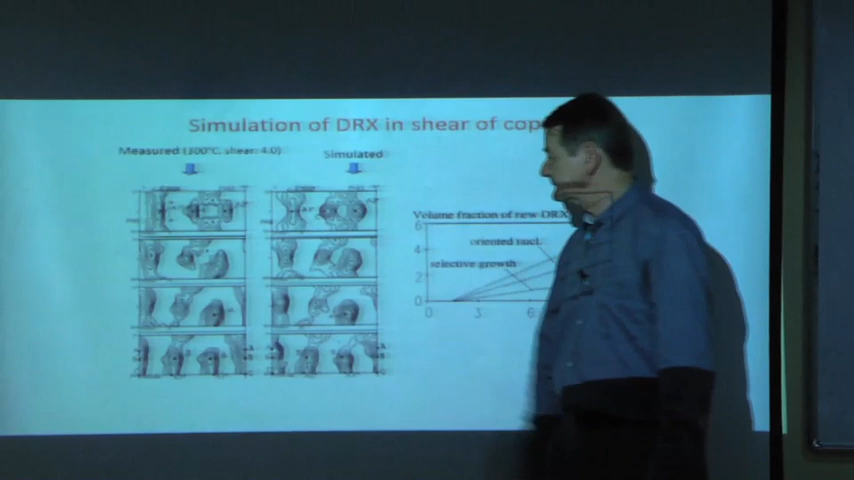 Simulation of DRX in shear of cop
Measured (300°C, shear: 4.0)
Simulated
Volume fraction of new DRX
6
oriented nucl.
4
selective growth
2
0
0 3 6